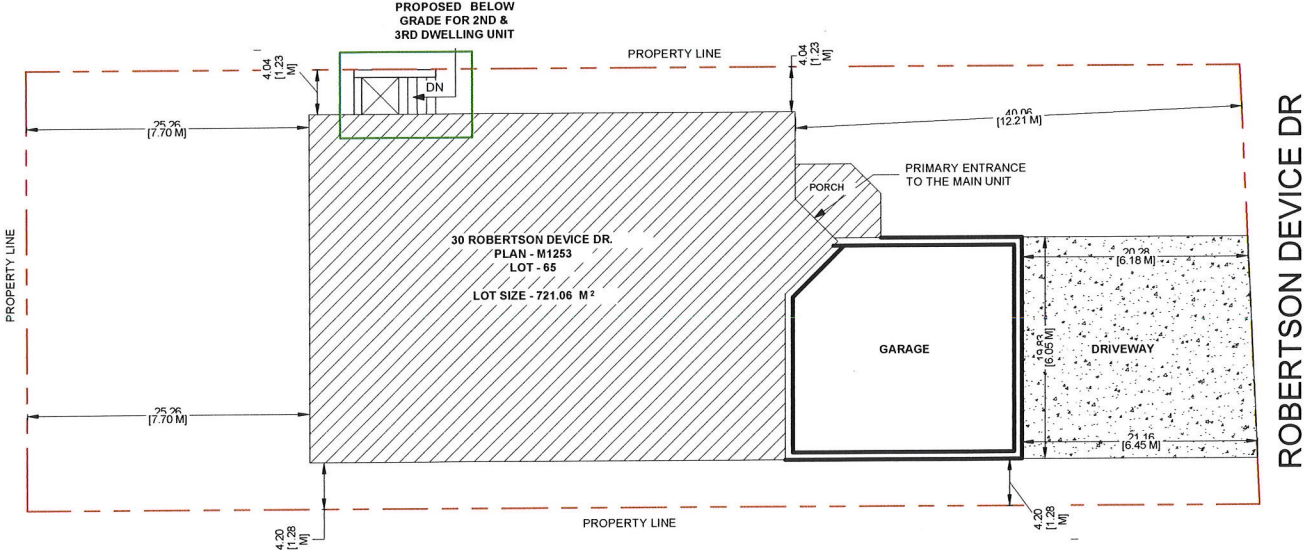 PROPOSED BELOW
GRADE FOR 2ND &
3RD DWELLING UNIT
PROPERTY LINE
4.04
[1.23
M]
4.04
[1.23
M]
DN
25.26
[7.70 M]
40.06
[12.21 M]
PRIMARY ENTRANCE
TO THE MAIN UNIT
PORCH
30 ROBERTSON DEVICE DR.
PLAN - M1253
LOT - 65
LOT SIZE - 721.06 M²
PROPERTY LINE
20.28
[6.18 M]
GARAGE
19.83
[6.05 M]
DRIVEWAY
ROBERTSON DEVICE DR
25.26
[7.70 M]
21.16
[6.45 M]
4.20
[1.28
M]
PROPERTY LINE
4.20
[1.28
M]